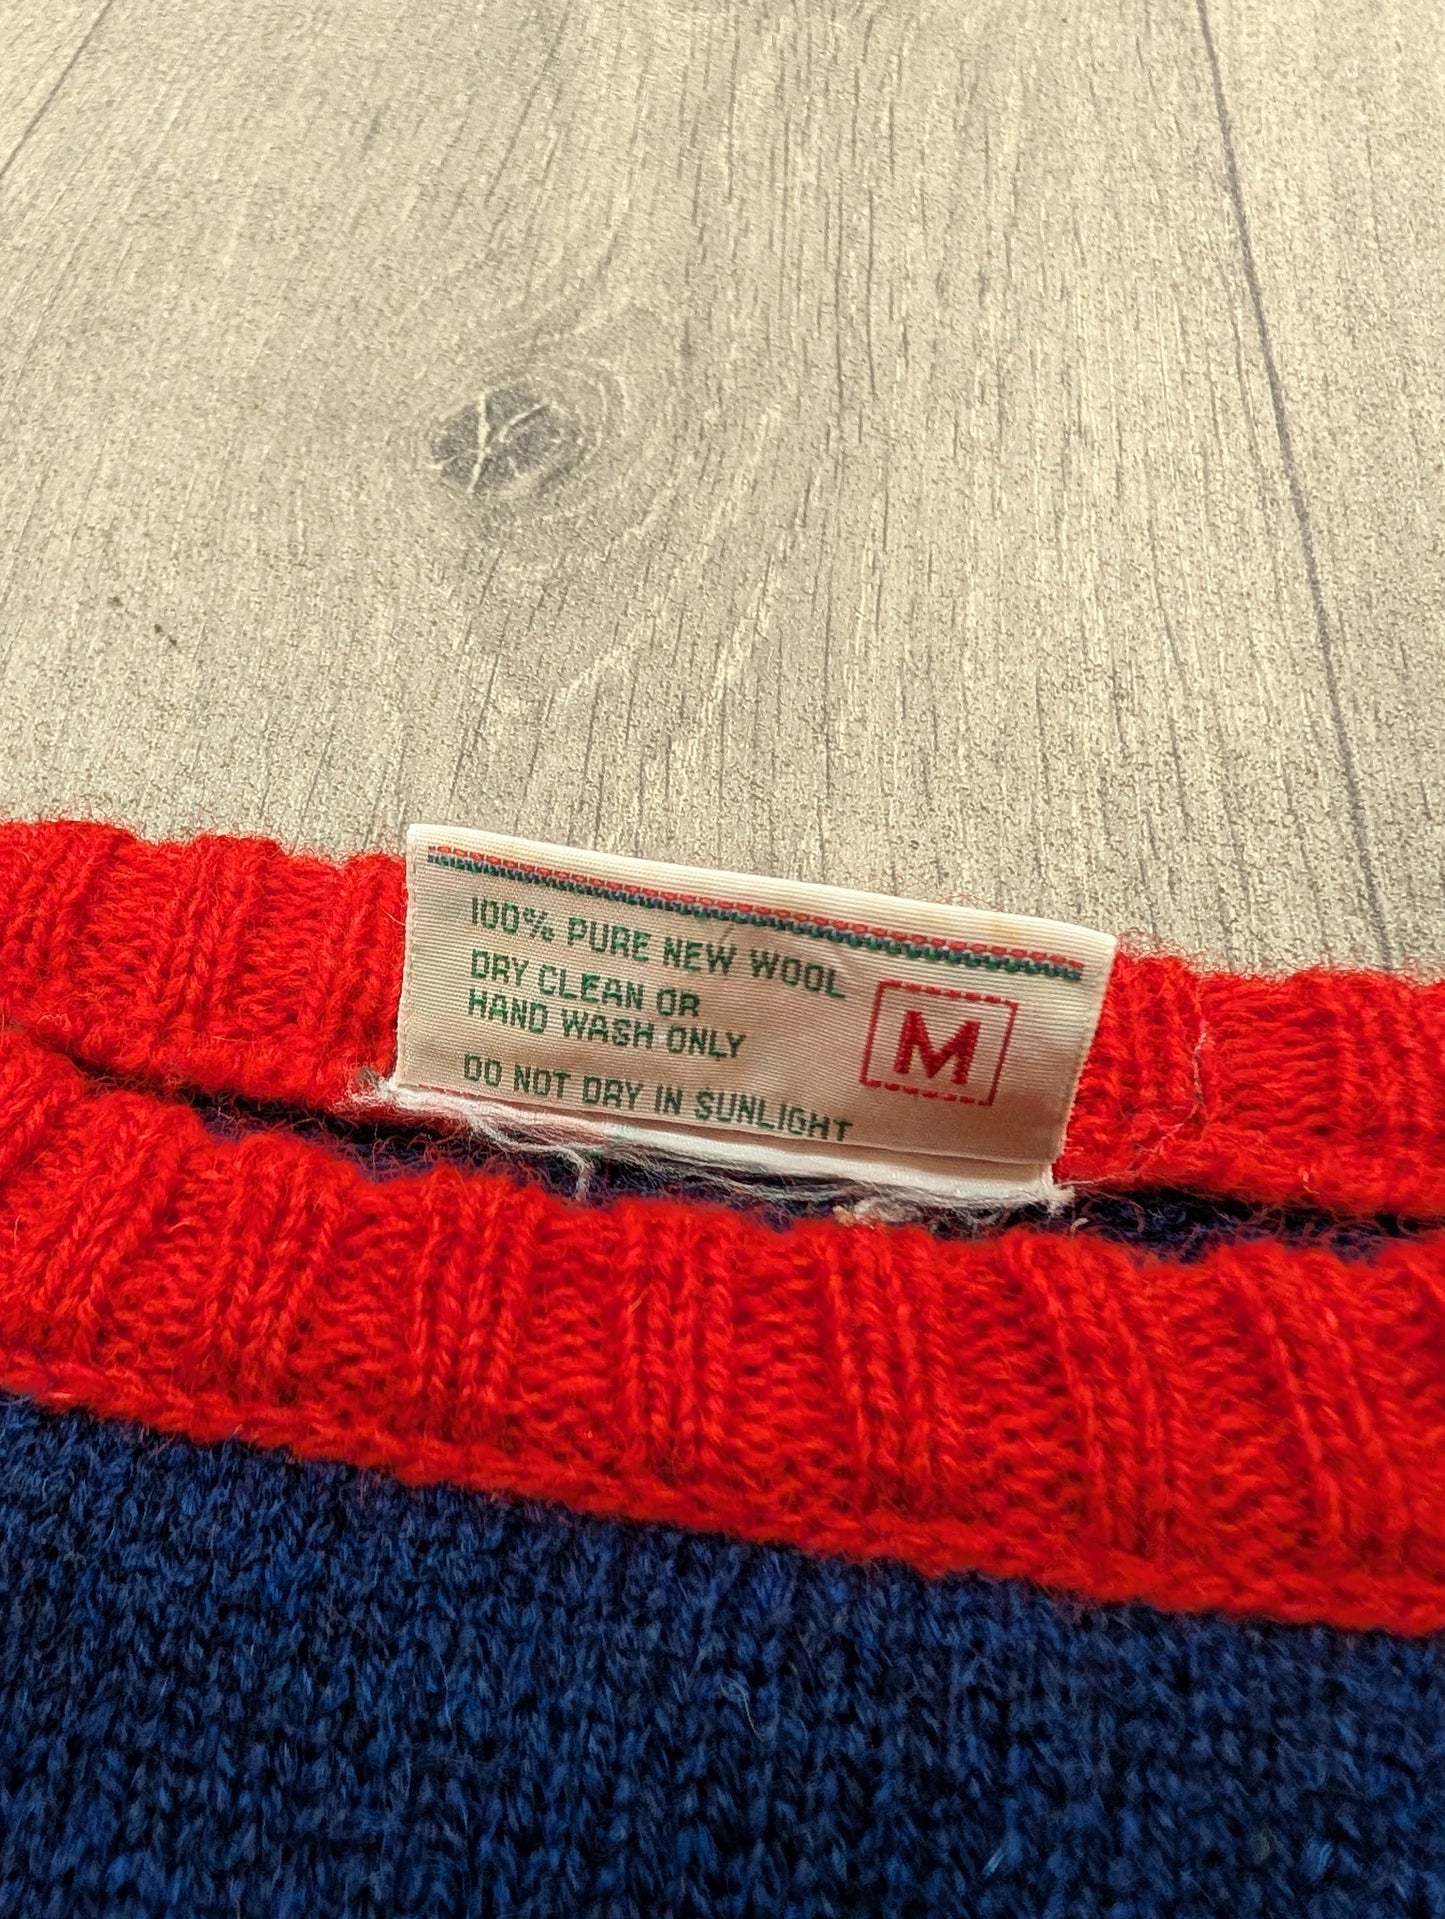 100% PURE NEW WOOL
DRY CLEAN OR
HAND WASH ONLY
DO NOT DRY IN SUNLIGHT
M